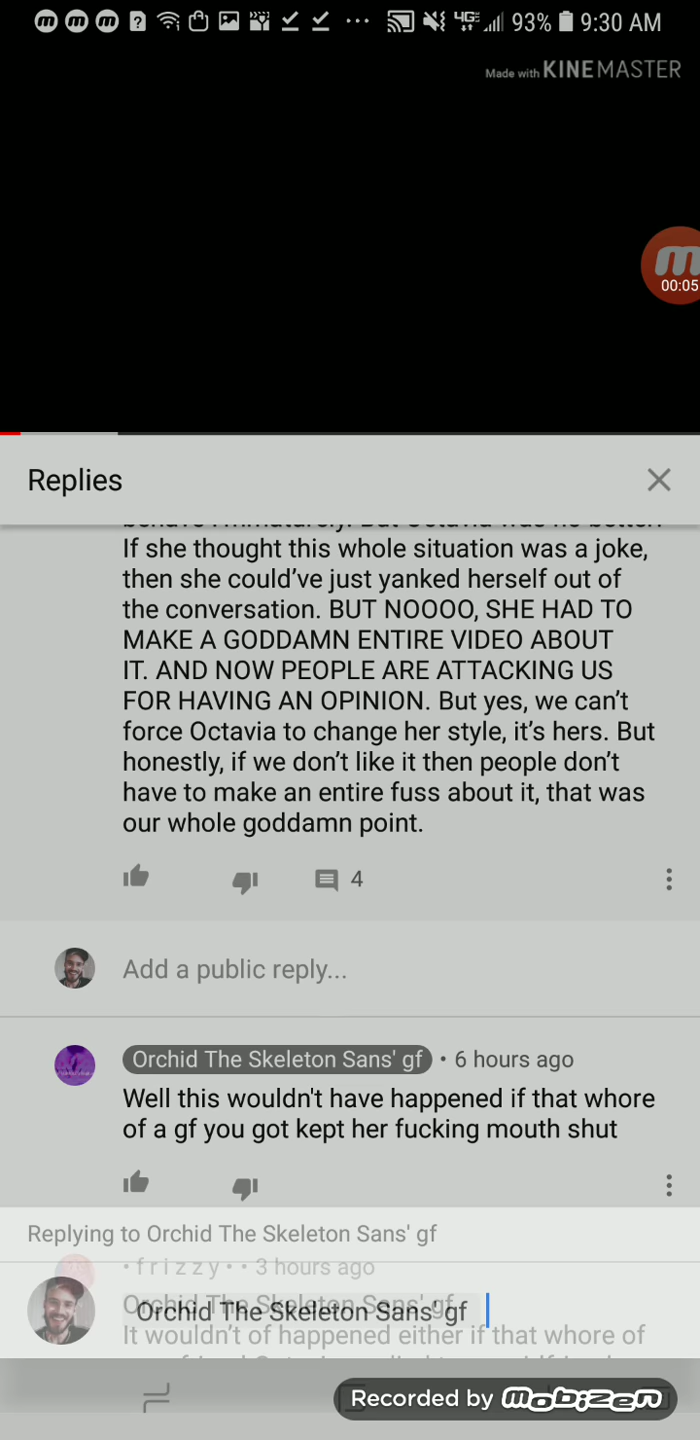 93% 9:30 AM
Made with KINEMASTER
00:05
Replies
If she thought this whole situation was a joke,
then she could've just yanked herself out of
the conversation. BUT NOOOO, SHE HAD TO
MAKE A GODDAMN ENTIRE VIDEO ABOUT
IT. AND NOW PEOPLE ARE ATTACKING US
FOR HAVING AN OPINION. But yes, we can't
force Octavia to change her style, it's hers. But
honestly, if we don't like it then people don't
have to make an entire fuss about it, that was
our whole goddamn point.
4
Add a public reply...
Orchid The Skeleton Sans' gf • 6 hours ago
Well this wouldn't have happened if that whore
of a gf you got kept her fucking mouth shut
Replying to Orchid The Skeleton Sans' gf
• f r i z z y • • 3 hours ago
Orchid The Skeleton Sans' gf
Orchid The Skeleton Sans' gf
It wouldn't of happened either if that whore of
Recorded by mobizen